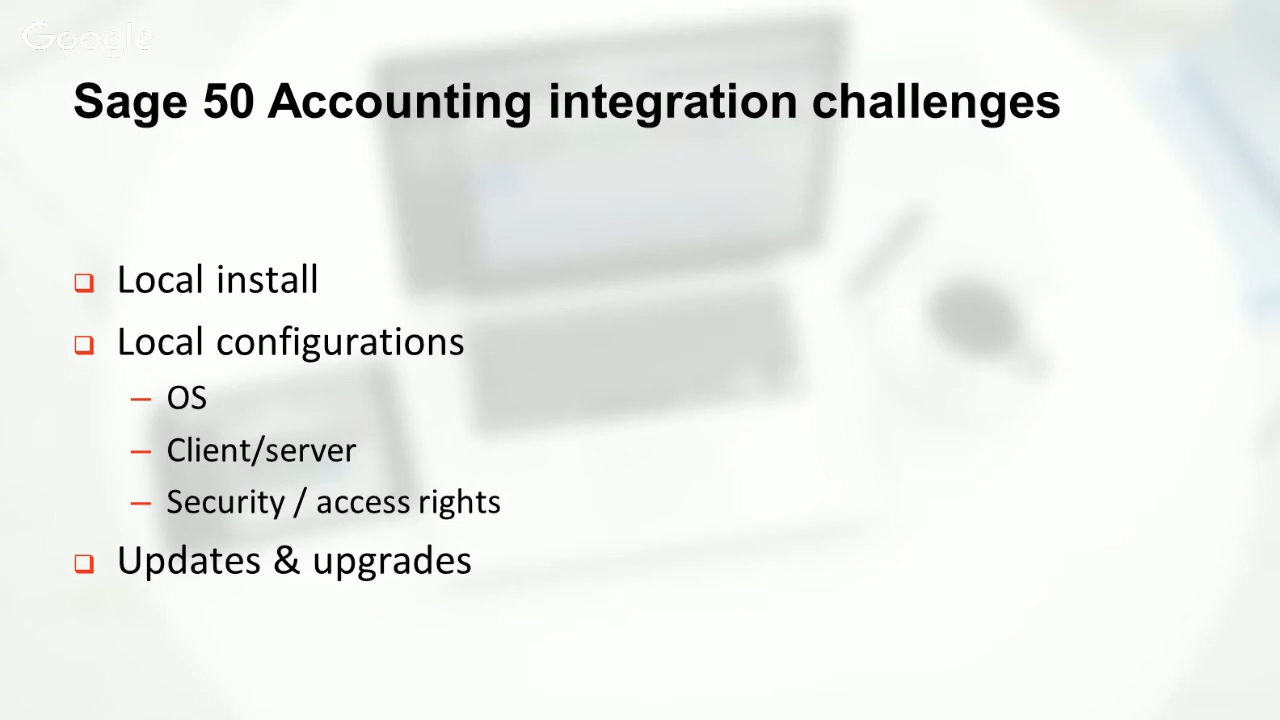 Google
Sage 50 Accounting integration challenges
Local install
Local configurations
– OS
– Client/server
– Security / access rights
Updates & upgrades